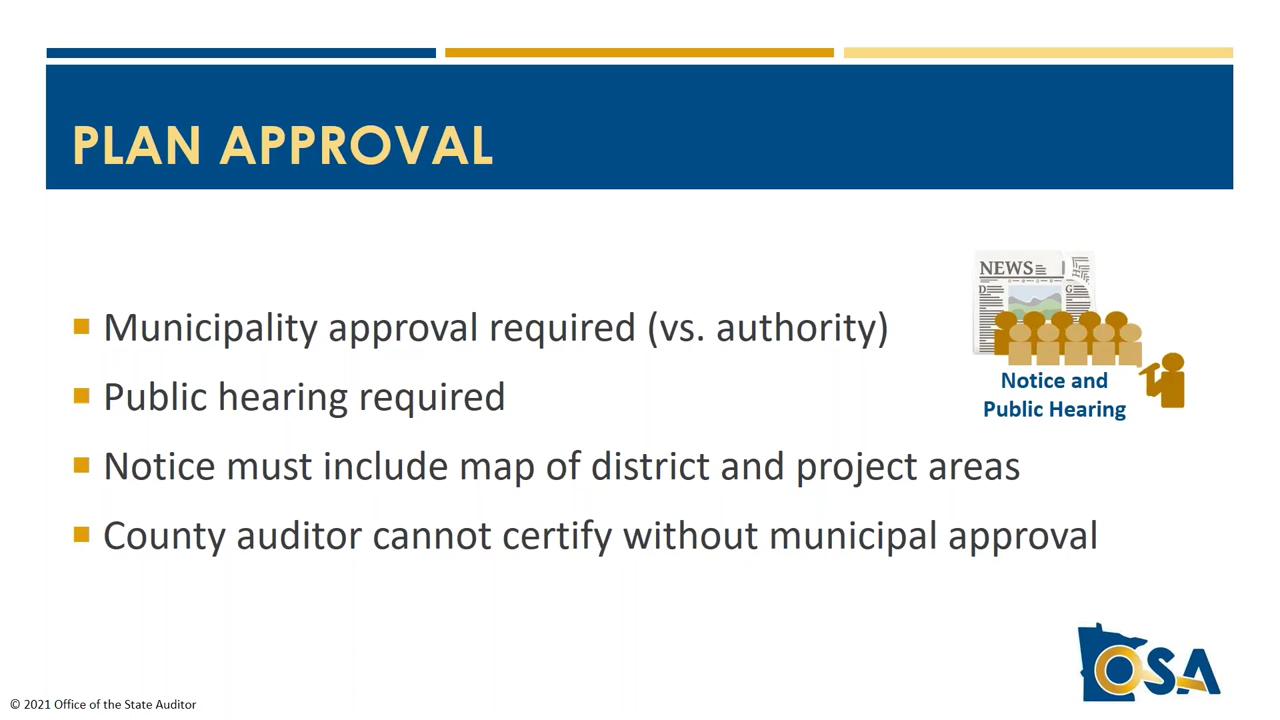 PLAN APPROVAL
Municipality approval required (vs. authority)
Public hearing required
Notice must include map of district and project areas
County auditor cannot certify without municipal approval
NEWS
D
G
Notice and
Public Hearing
OSA
© 2021 Office of the State Auditor